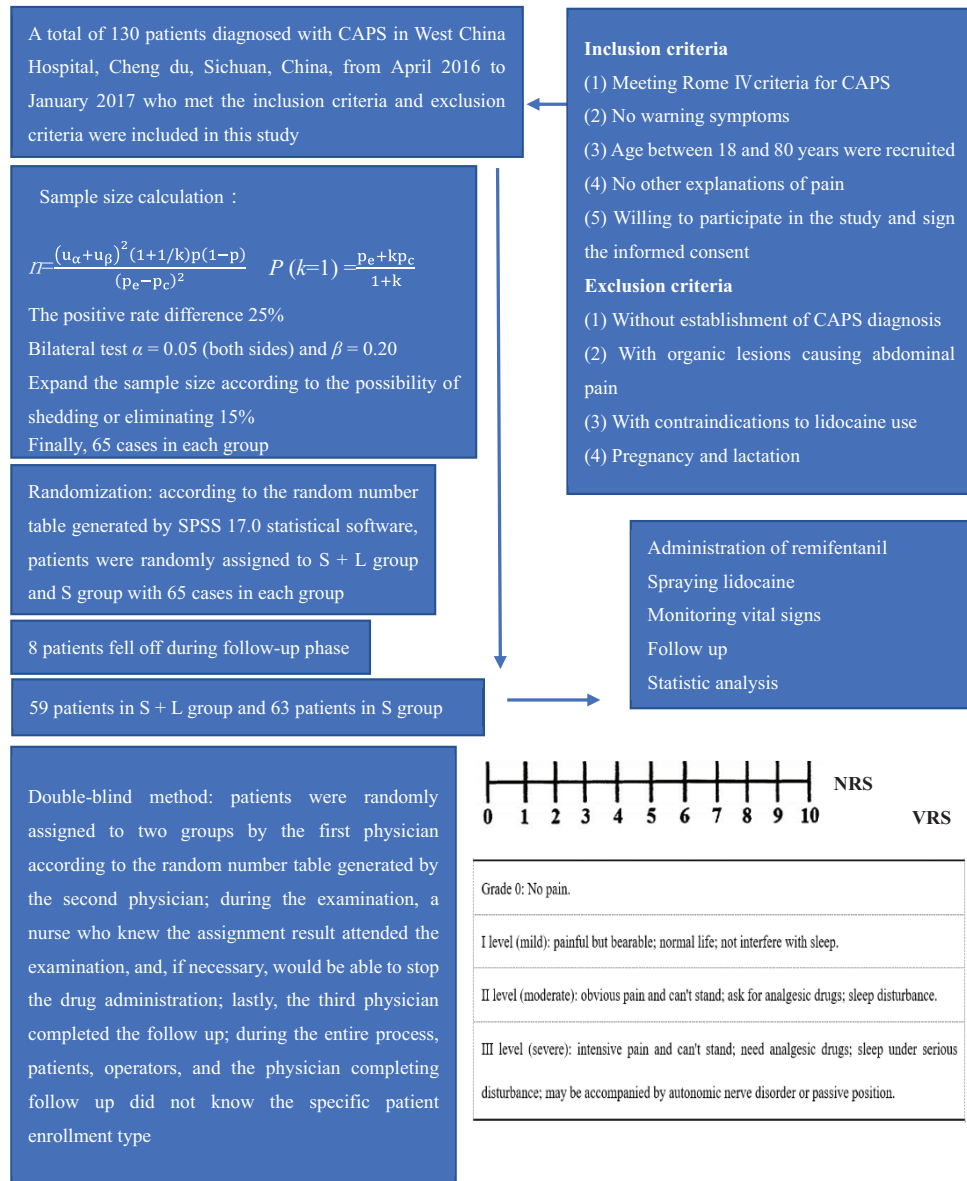 A total of 130 patients diagnosed with CAPS in West China
Hospital, Cheng du, Sichuan, China, from April 2016 to
January 2017 who met the inclusion criteria and exclusion
criteria were included in this study
Inclusion criteria
(1) Meeting Rome Ⅳcriteria for CAPS
(2) No warning symptoms
(3) Age between 18 and 80 years were recruited
(4) No other explanations of pain
(5) Willing to participate in the study and sign
the informed consent
Exclusion criteria
(1) Without establishment of CAPS diagnosis
(2) With organic lesions causing abdominal
pain
(3) With contraindications to lidocaine use
(4) Pregnancy and lactation
Sample size calculation：
n=(u_α+u_β)^2(1+1/k)p(1−p)/(p_e−p_c)^2 P (k=1) =(p_e+kp_c)/(1+k)
The positive rate difference 25%
Bilateral test α = 0.05 (both sides) and β = 0.20
Expand the sample size according to the possibility of
shedding or eliminating 15%
Finally, 65 cases in each group
Randomization: according to the random number
table generated by SPSS 17.0 statistical software,
patients were randomly assigned to S + L group
and S group with 65 cases in each group
8 patients fell off during follow-up phase
59 patients in S + L group and 63 patients in S group
Administration of remifentanil
Spraying lidocaine
Monitoring vital signs
Follow up
Statistic analysis
Double-blind method: patients were randomly
assigned to two groups by the first physician
according to the random number table generated by
the second physician; during the examination, a
nurse who knew the assignment result attended the
examination, and, if necessary, would be able to stop
the drug administration; lastly, the third physician
completed the follow up; during the entire process,
patients, operators, and the physician completing
follow up did not know the specific patient
enrollment type
NRS
0 1 2 3 4 5 6 7 8 9 10
VRS
Grade 0: No pain.
I level (mild): painful but bearable; normal life; not interfere with sleep.
II level (moderate): obvious pain and can't stand; ask for analgesic drugs; sleep disturbance.
III level (severe): intensive pain and can't stand; need analgesic drugs; sleep under serious
disturbance; may be accompanied by autonomic nerve disorder or passive position.